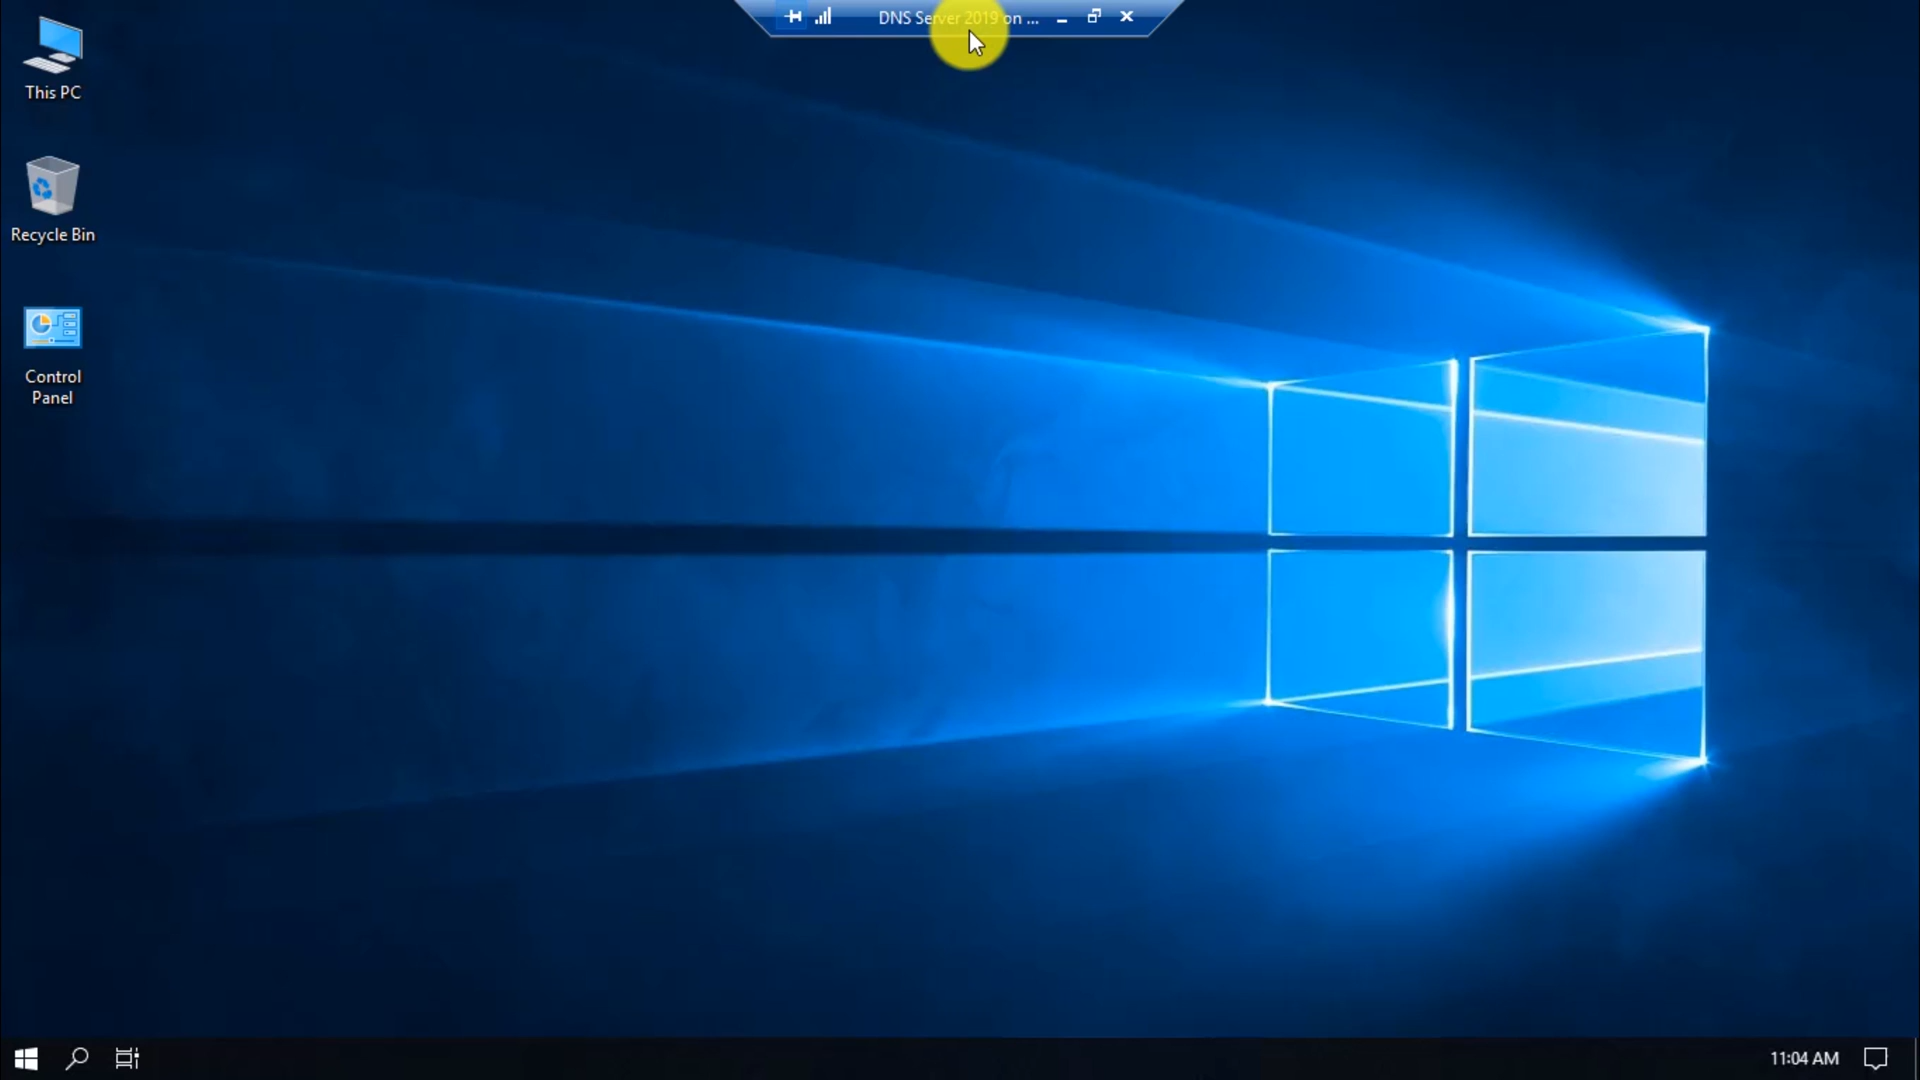 DNS Server 2019 on ...
This PC
Recycle Bin
Control
Panel
11:04 AM